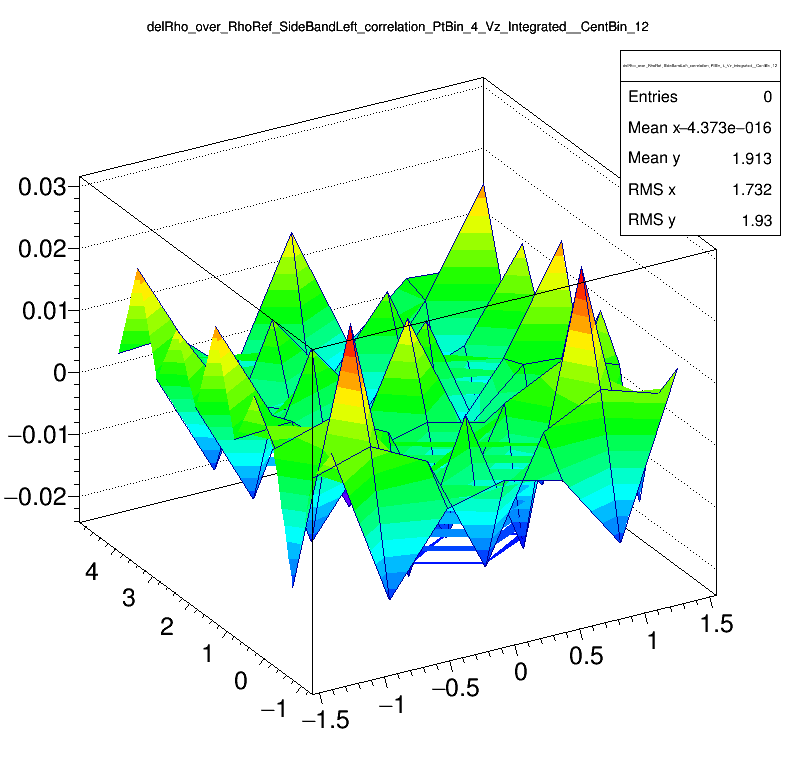 delRho_over_RhoRef_SideBandLeft_correlation_PtBin_4_Vz_Integrated__CentBin_12
delRho_over_RhoRef_SideBandLeft_correlation_PtBin_4_Vz_Integrated__CentBin_12
Entries 0
Mean x −4.373e−016
Mean y 1.913
RMS x 1.732
RMS y 1.93
0.03
0.02
0.01
0
−0.01
−0.02
4
3
2
1
0
−1
−1.5
−1
−0.5
0
0.5
1
1.5